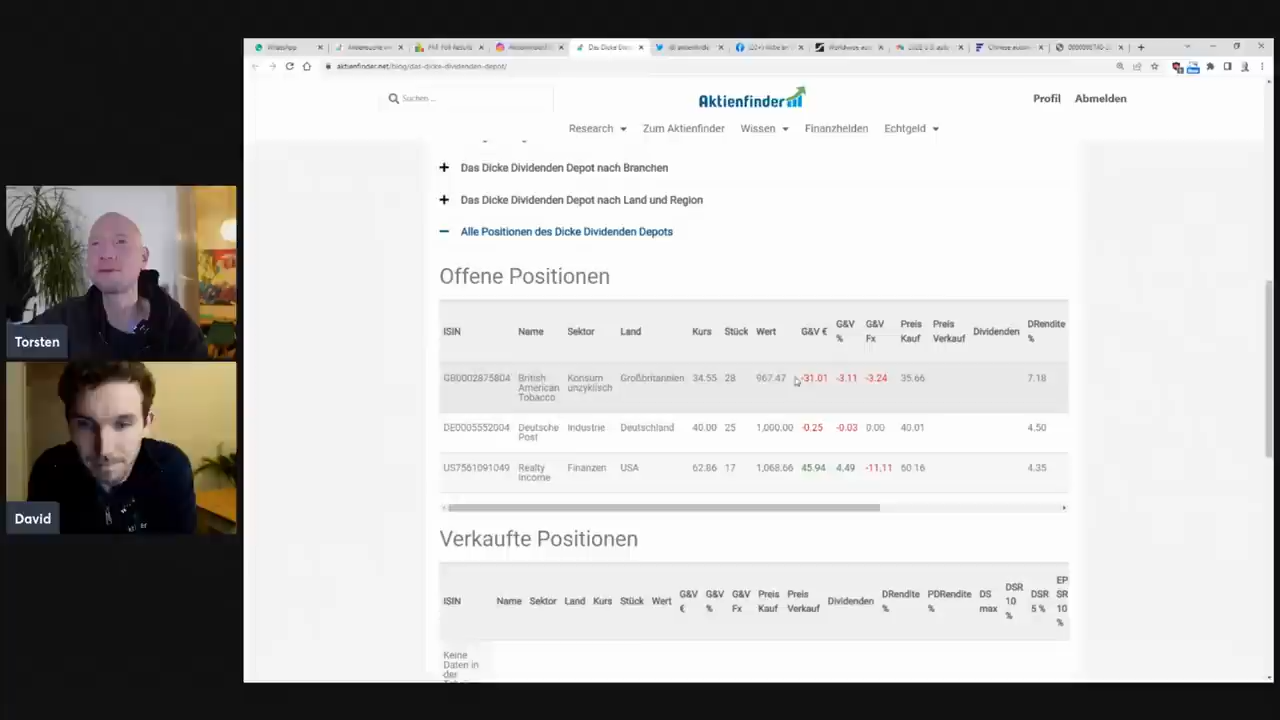 WhatsApp
Das Dicke Divi
aktienfinder.net/blog/das-dicke-dividenden-depot/
Suchen ...
Aktienfinder
Profil Abmelden
Research Zum Aktienfinder Wissen Finanzhelden Echtgeld
+ Das Dicke Dividenden Depot nach Branchen
+ Das Dicke Dividenden Depot nach Land und Region
− Alle Positionen des Dicke Dividenden Depots
Offene Positionen
ISIN Name Sektor Land Kurs Stück Wert G&V € G&V % G&V Fx Preis Kauf Preis Verkauf Dividenden DRendite %
GB0002875804 British American Tobacco Konsum unzyklisch Großbritannien 34.55 28 967.47 -31.01 -3.11 -3.24 35.66 7.18
DE0005552004 Deutsche Post Industrie Deutschland 40.00 25 1,000.00 -0.25 -0.03 0.00 40.01 4.50
US7561091049 Realty Income Finanzen USA 62.86 17 1,068.66 45.94 4.49 -11.11 60.16 4.35
Verkaufte Positionen
ISIN Name Sektor Land Kurs Stück Wert G&V € G&V % G&V Fx Preis Kauf Preis Verkauf Dividenden DRendite % PDRendite % DS max DSR 10 % DSR 5 % EP SR 10 %
Keine
Daten in
der
Torsten
David